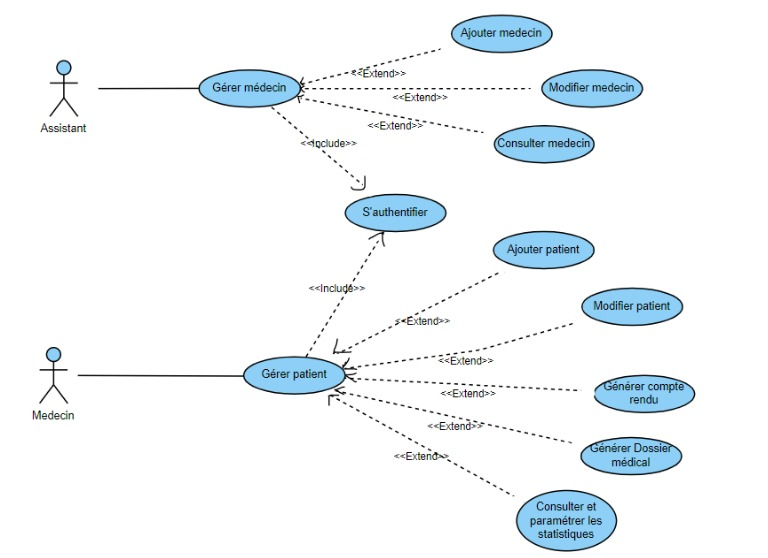 Ajouter medecin
<<Extend>>
Gérer médecin
Modifier medecin
<<Extend>>
Assistant
<<Extend>>
Consulter medecin
<<Include>>
S'authentifier
Ajouter patient
<<Include>>
Modifier patient
<<Extend>>
<<Extend>>
Gérer patient
Medecin
<<Extend>>
Générer compte
rendu
<<Extend>>
Générer Dossier
médical
<<Extend>>
Consulter et
paramétrer les
statistiques